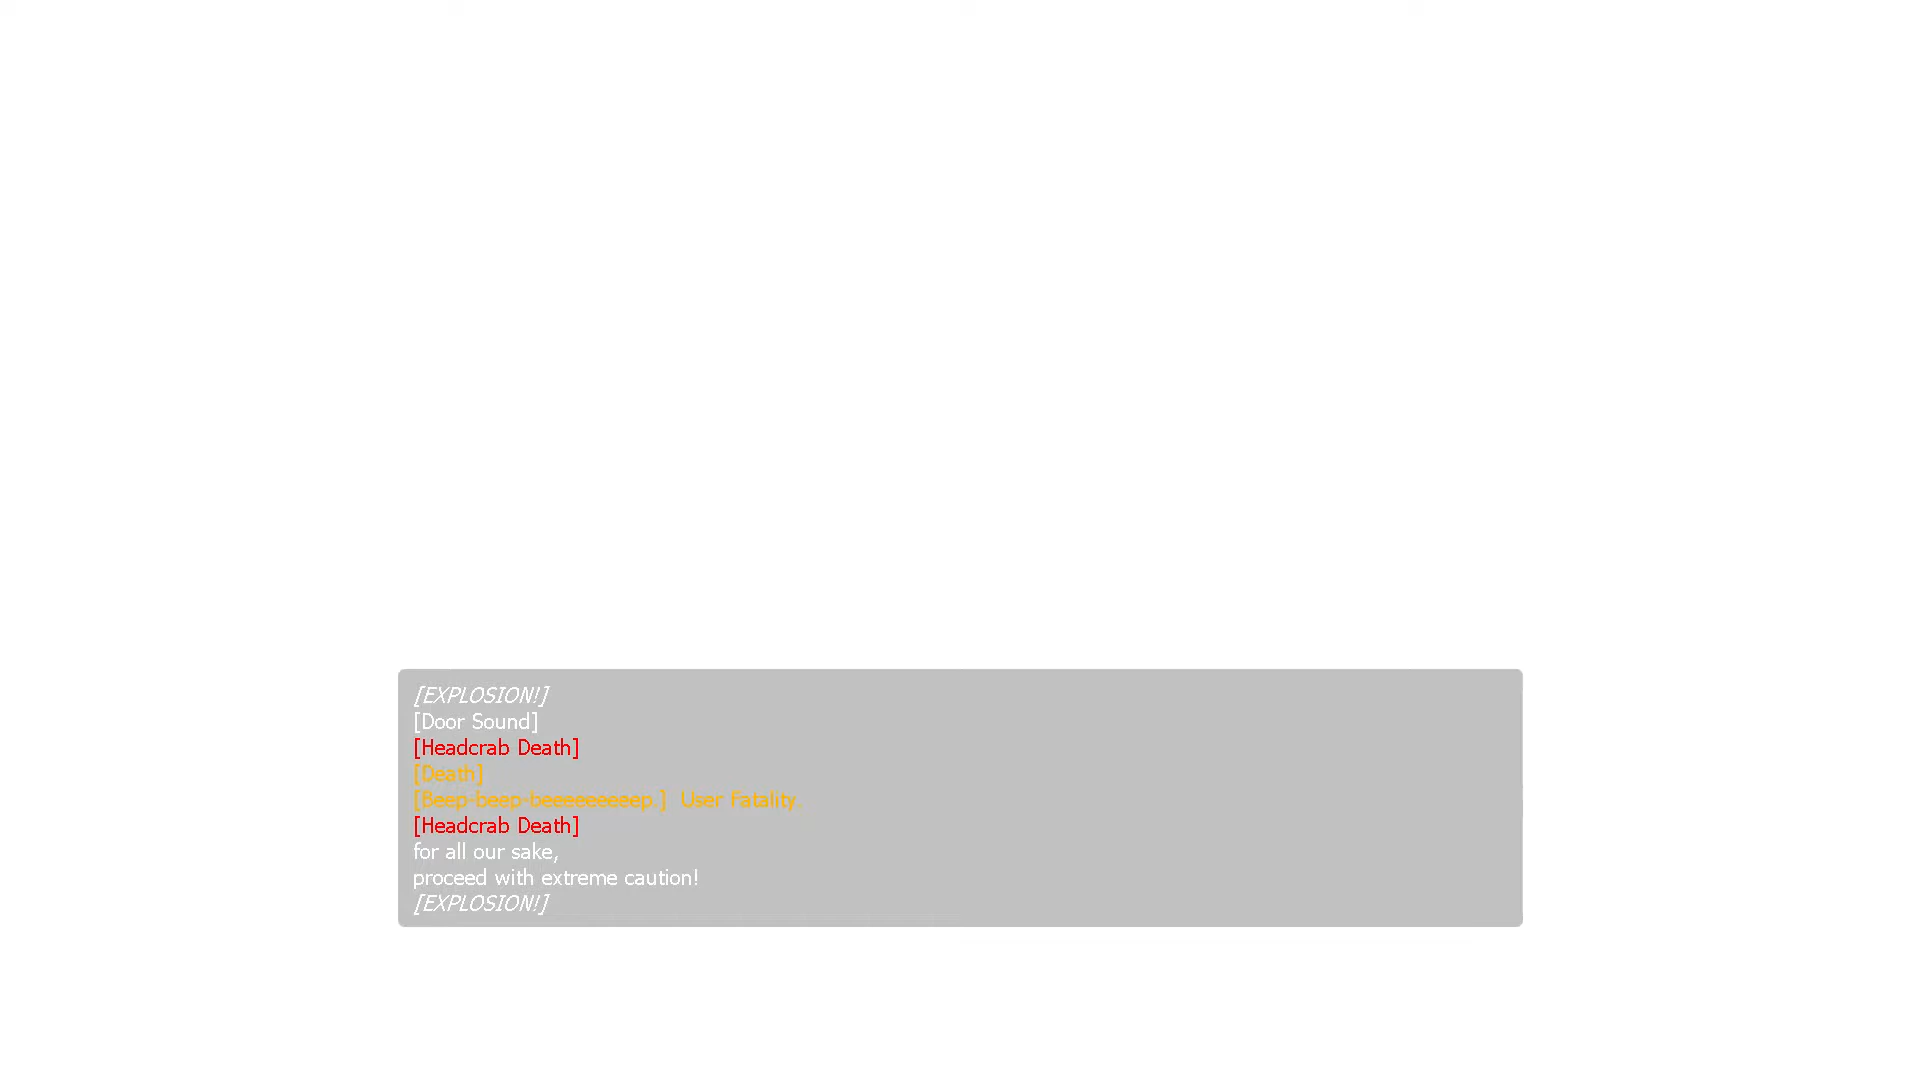 [EXPLOSION!]
[Door Sound]
[Headcrab Death]
[Death]
[Beep-beep-beeeeeeeeep.]  User Fatality.
[Headcrab Death]
for all our sake,
proceed with extreme caution!
[EXPLOSION!]